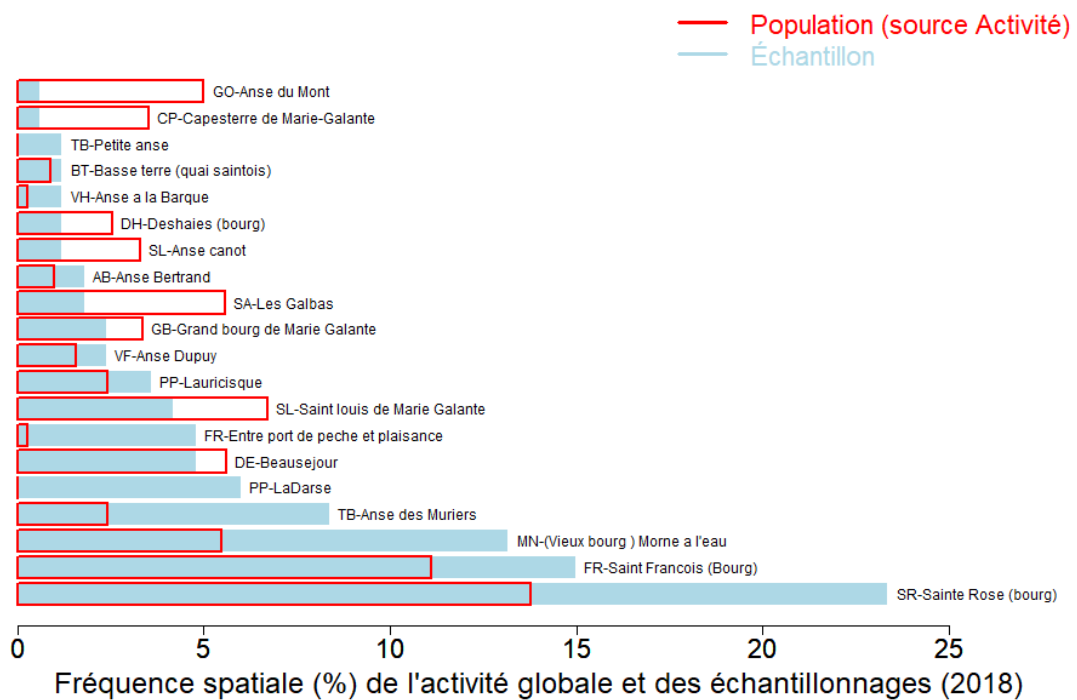 Population (source Activité)
Échantillon
GO-Anse du Mont
CP-Capesterre de Marie-Galante
TB-Petite anse
BT-Basse terre (quai saintois)
VH-Anse a la Barque
DH-Deshaies (bourg)
SL-Anse canot
AB-Anse Bertrand
SA-Les Galbas
GB-Grand bourg de Marie Galante
VF-Anse Dupuy
PP-Lauricisque
SL-Saint louis de Marie Galante
FR-Entre port de peche et plaisance
DE-Beausejour
PP-LaDarse
TB-Anse des Muriers
MN-(Vieux bourg ) Morne a l'eau
FR-Saint Francois (Bourg)
SR-Sainte Rose (bourg)
0 5 10 15 20 25
Fréquence spatiale (%) de l'activité globale et des échantillonnages (2018)